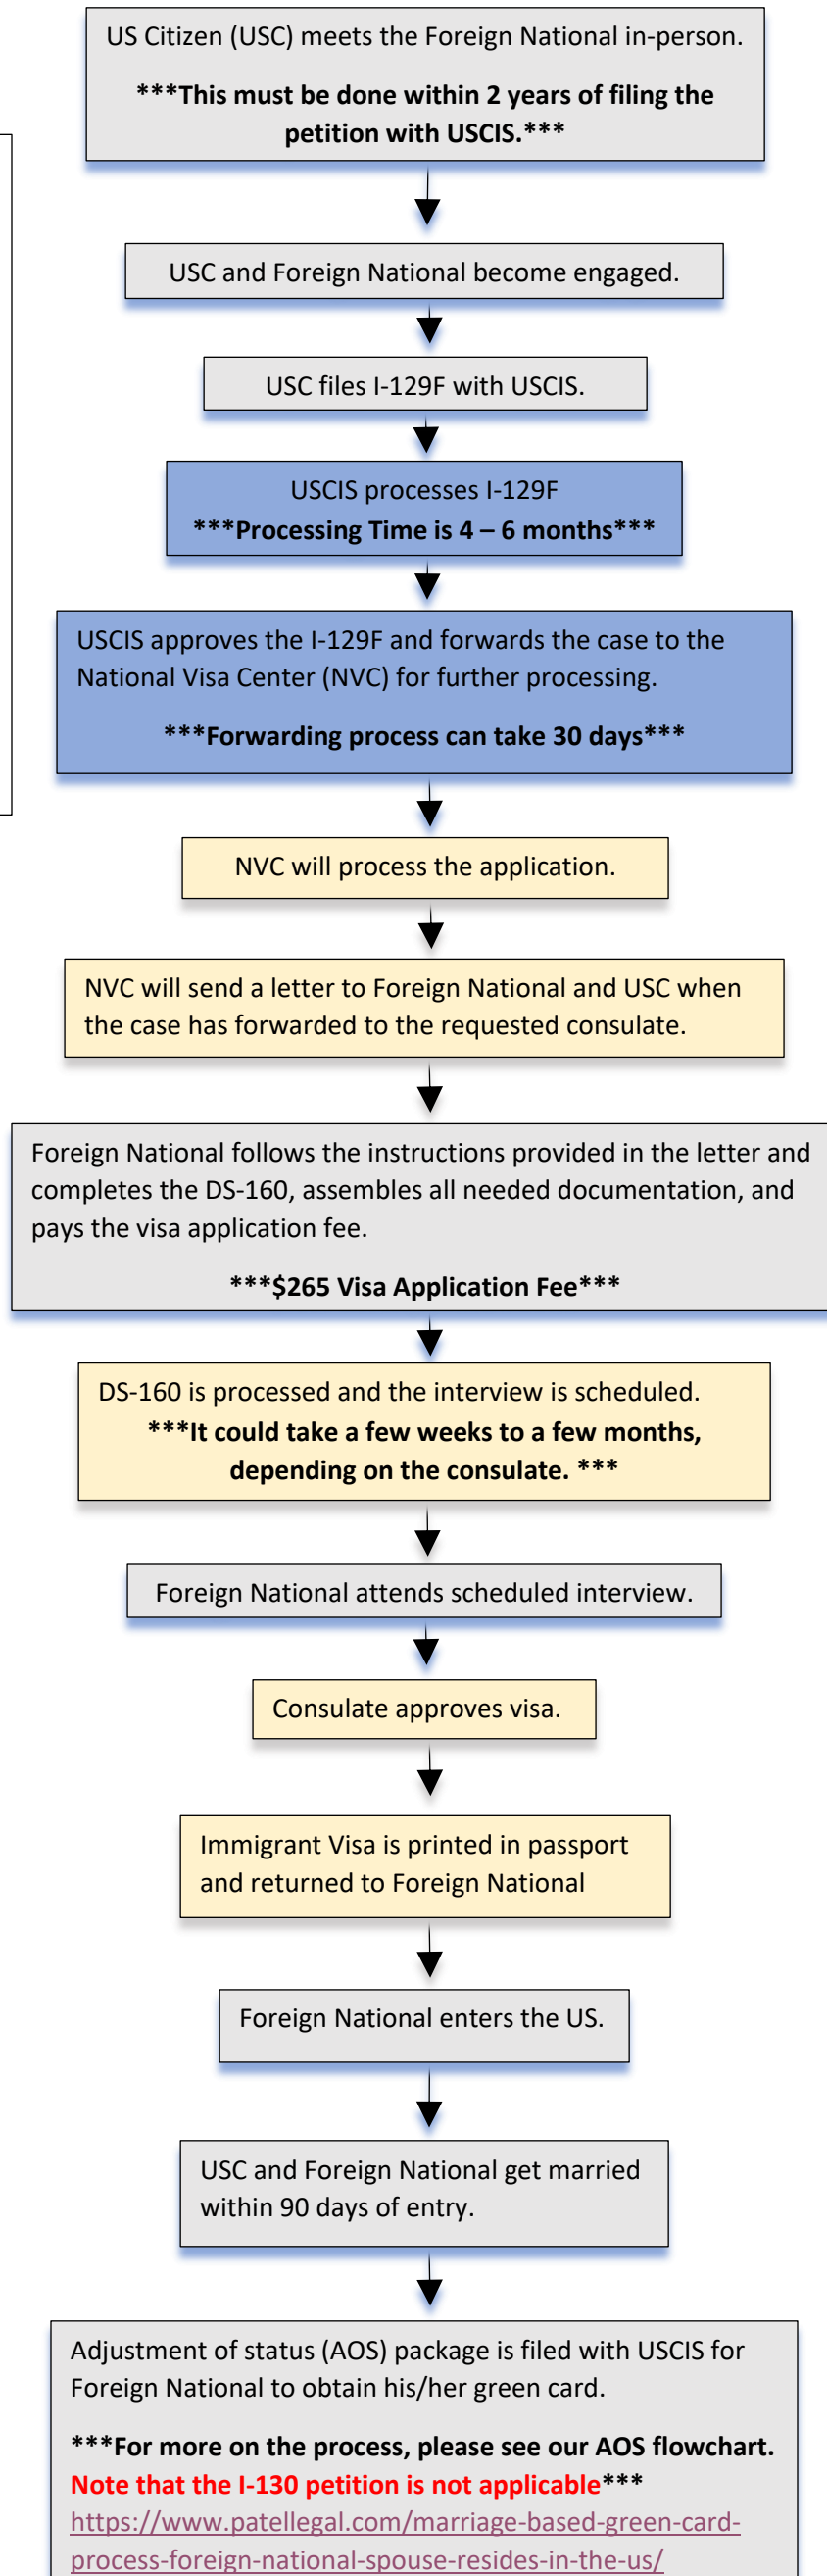 US Citizen (USC) meets the Foreign National in-person.
***This must be done within 2 years of filing the
petition with USCIS.***
USC and Foreign National become engaged.
USC files I-129F with USCIS.
USCIS processes I-129F
***Processing Time is 4 – 6 months***
USCIS approves the I-129F and forwards the case to the
National Visa Center (NVC) for further processing.
***Forwarding process can take 30 days***
NVC will process the application.
NVC will send a letter to Foreign National and USC when
the case has forwarded to the requested consulate.
Foreign National follows the instructions provided in the letter and
completes the DS-160, assembles all needed documentation, and
pays the visa application fee.
***$265 Visa Application Fee***
DS-160 is processed and the interview is scheduled.
***It could take a few weeks to a few months,
depending on the consulate. ***
Foreign National attends scheduled interview.
Consulate approves visa.
Immigrant Visa is printed in passport
and returned to Foreign National
Foreign National enters the US.
USC and Foreign National get married
within 90 days of entry.
Adjustment of status (AOS) package is filed with USCIS for
Foreign National to obtain his/her green card.
***For more on the process, please see our AOS flowchart.
Note that the I-130 petition is not applicable***
https://www.patellegal.com/marriage-based-green-card-
process-foreign-national-spouse-resides-in-the-us/